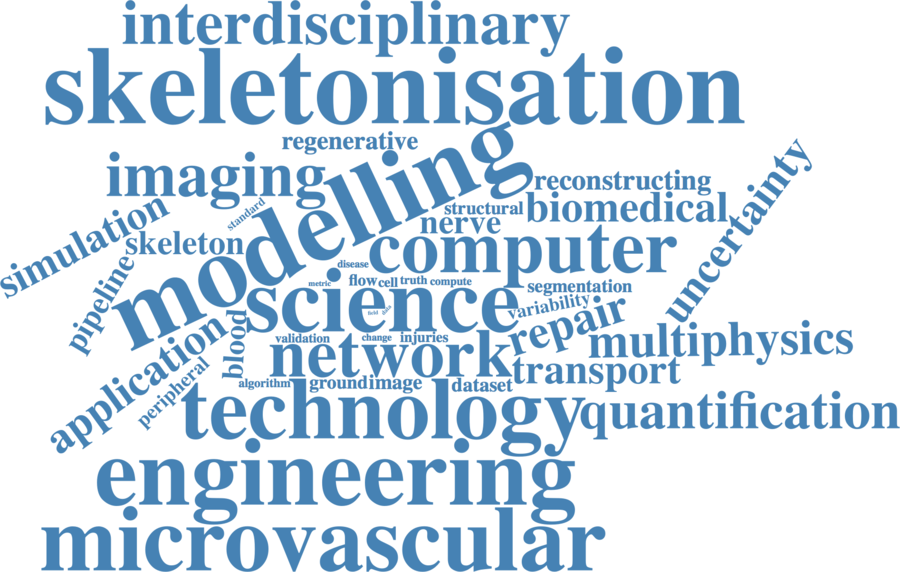 interdisciplinary
skeletonisation
regenerative
imaging
modelling
reconstructing
uncertainty
simulation
standard
structural
biomedical
skeleton
nerve
computer
pipeline
disease
metric
flow
cell
truth
compute
segmentation
science
variability
field
blood
validation
change
injuries
repair
multiphysics
network
application
peripheral
algorithm
ground
image
dataset
transport
technology
quantification
engineering
microvascular